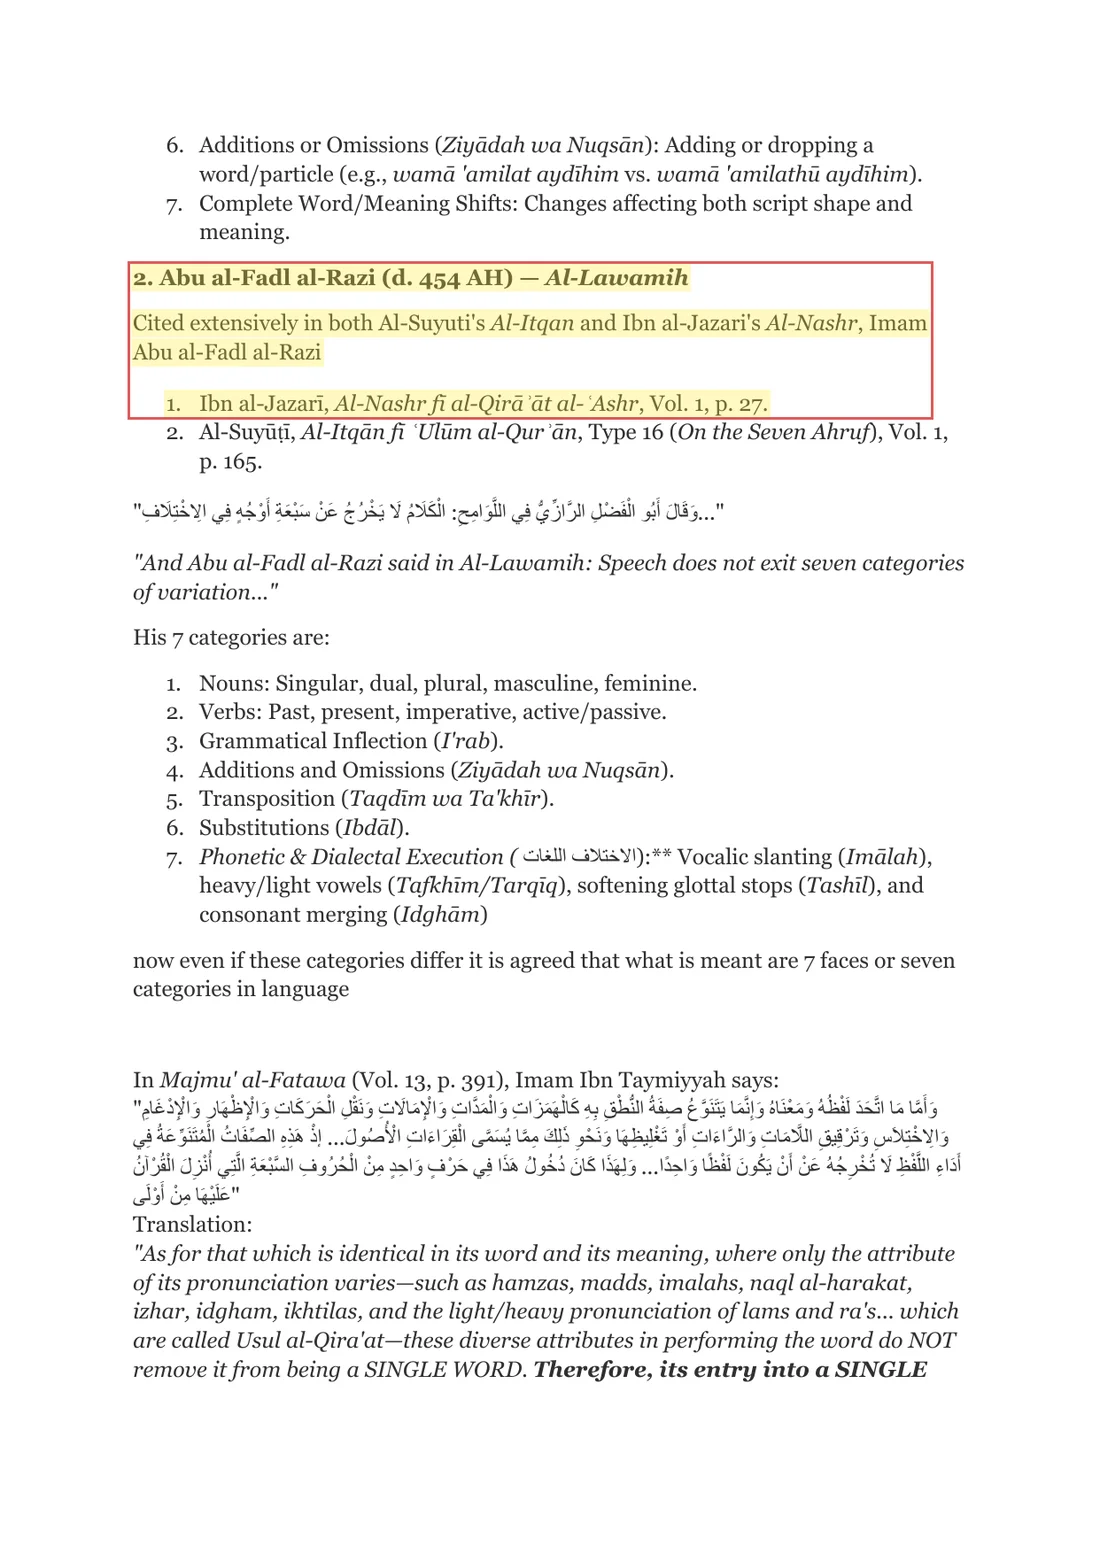 6. Additions or Omissions (Ziyādah wa Nuqsān): Adding or dropping a
word/particle (e.g., wamā 'amilat aydīhim vs. wamā 'amilathū aydīhim).
7. Complete Word/Meaning Shifts: Changes affecting both script shape and
meaning.
2. Abu al-Fadl al-Razi (d. 454 AH) — Al-Lawamih
Cited extensively in both Al-Suyuti's Al-Itqan and Ibn al-Jazari's Al-Nashr, Imam
Abu al-Fadl al-Razi
1. Ibn al-Jazarī, Al-Nashr fī al-Qirāʾāt al-ʿAshr, Vol. 1, p. 27.
2. Al-Suyūṭī, Al-Itqān fī ʿUlūm al-Qurʾān, Type 16 (On the Seven Ahruf), Vol. 1,
p. 165.
"...وَقَالَ أَبُو الْفَضْلِ الرَّازِيُّ فِي اللَّوَامِحِ: الْكَلَامُ لَا يَخْرُجُ عَنْ سَبْعَةِ أَوْجُهٍ فِي الِاخْتِلَافِ"
"And Abu al-Fadl al-Razi said in Al-Lawamih: Speech does not exit seven categories
of variation..."
His 7 categories are:
1. Nouns: Singular, dual, plural, masculine, feminine.
2. Verbs: Past, present, imperative, active/passive.
3. Grammatical Inflection (I'rab).
4. Additions and Omissions (Ziyādah wa Nuqsān).
5. Transposition (Taqdīm wa Ta'khīr).
6. Substitutions (Ibdāl).
7. Phonetic & Dialectal Execution (الاختلاف اللغات):** Vocalic slanting (Imālah),
heavy/light vowels (Tafkhīm/Tarqīq), softening glottal stops (Tashīl), and
consonant merging (Idghām)
now even if these categories differ it is agreed that what is meant are 7 faces or seven
categories in language
In Majmu' al-Fatawa (Vol. 13, p. 391), Imam Ibn Taymiyyah says:
"وَأَمَّا مَا اتَّحَدَ لَفْظُهُ وَمَعْنَاهُ وَإِنَّمَا يَتَنَوَّعُ صِفَةُ النُّطْقِ بِهِ كَالْهَمَزَاتِ وَالْمَدَّاتِ وَالْإِمَالَاتِ وَنَقْلِ الْحَرَكَاتِ وَالْإِظْهَارِ وَالْإِدْغَامِ
وَالِاخْتِلَاسِ وَتَرْقِيقِ اللَّامَاتِ وَالرَّاءَاتِ أَوْ تَغْلِيظِهَا وَنَحْوِ ذَلِكَ مِمَّا يُسَمَّى الْقِرَاءَاتِ الْأُصُولَ... إِذْ هَذِهِ الصِّفَاتُ الْمُتَنَوِّعَةُ فِي
أَدَاءِ اللَّفْظِ لَا تُخْرِجُهُ عَنْ أَنْ يَكُونَ لَفْظًا وَاحِدًا... وَلِهَذَا كَانَ دُخُولُ هَذَا فِي حَرْفٍ وَاحِدٍ مِنْ الْحُرُوفِ السَّبْعَةِ الَّتِي أُنْزِلَ الْقُرْآنُ
عَلَيْهَا مِنْ أَوْلَى"
Translation:
"As for that which is identical in its word and its meaning, where only the attribute
of its pronunciation varies—such as hamzas, madds, imalahs, naql al-harakat,
izhar, idgham, ikhtilas, and the light/heavy pronunciation of lams and ra's... which
are called Usul al-Qira'at—these diverse attributes in performing the word do NOT
remove it from being a SINGLE WORD. Therefore, its entry into a SINGLE